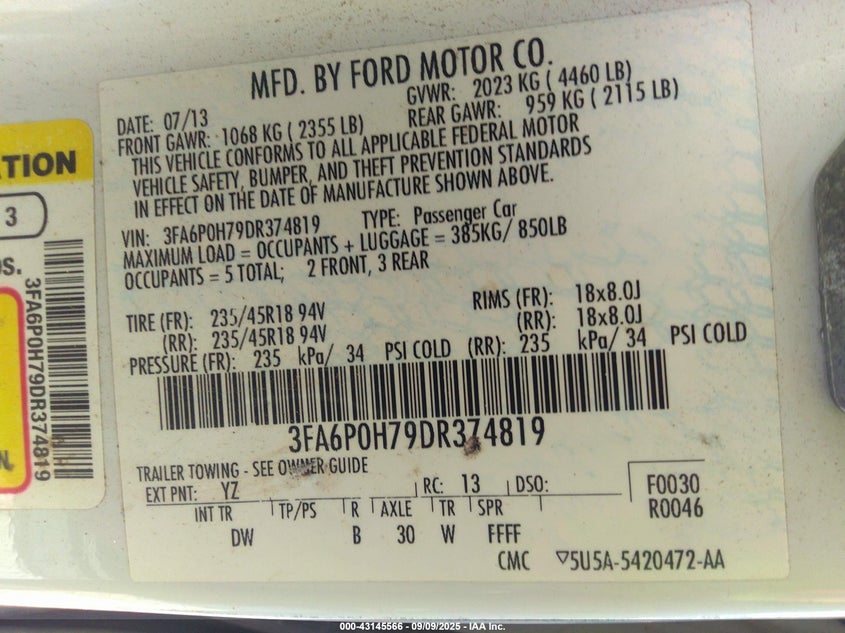 MFD. BY FORD MOTOR CO.
DATE: 07/13 GVWR: 2023 KG ( 4460 LB)
FRONT GAWR: 1068 KG ( 2355 LB) REAR GAWR: 959 KG ( 2115 LB)
THIS VEHICLE CONFORMS TO ALL APPLICABLE FEDERAL MOTOR
VEHICLE SAFETY, BUMPER, AND THEFT PREVENTION STANDARDS
IN EFFECT ON THE DATE OF MANUFACTURE SHOWN ABOVE.
VIN: 3FA6P0H79DR374819 TYPE: Passenger Car
MAXIMUM LOAD = OCCUPANTS + LUGGAGE = 385KG/ 850LB
OCCUPANTS = 5 TOTAL; 2 FRONT, 3 REAR
TIRE (FR): 235/45R18 94V RIMS (FR): 18x8.0J
(RR): 235/45R18 94V (RR): 18x8.0J
PRESSURE (FR): 235 kPa/ 34 PSI COLD (RR): 235 kPa/ 34 PSI COLD
3FA6P0H79DR374819
TRAILER TOWING - SEE OWNER GUIDE
EXT PNT: YZ RC: 13 DSO: F0030
INT TR TP/PS R AXLE TR SPR R0046
DW B 30 W FFFF
CMC ▽5U5A-5420472-AA
ATION
3
OS.
3FA6P0H79DR374819
N.
000-43145566 - 09/09/2025 - IAA Inc.